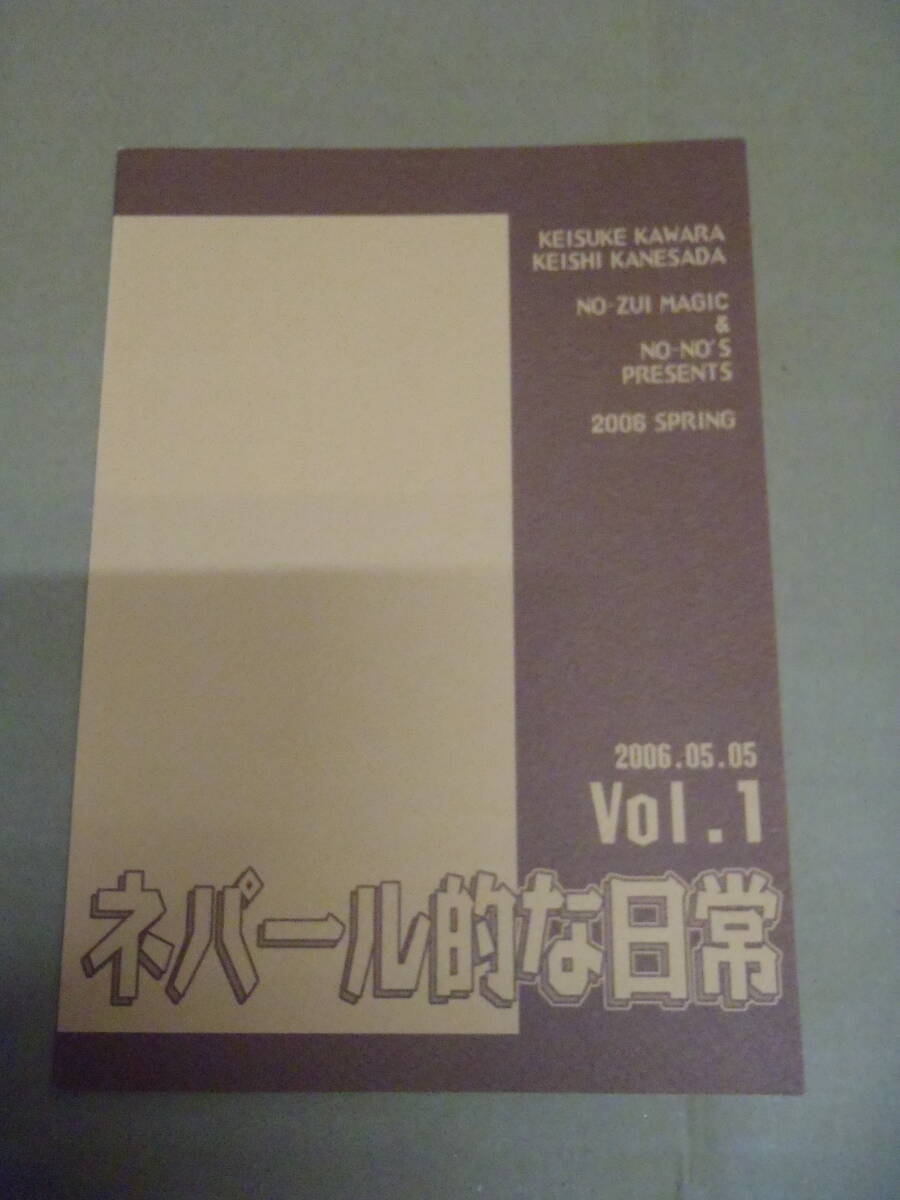 KEISUKE KAWARA
KEISHI KANESADA
NO-ZUI MAGIC
&
NO-NO'S
PRESENTS
2006 SPRING
2006.05.05
Vol.1
ネパール的な日常